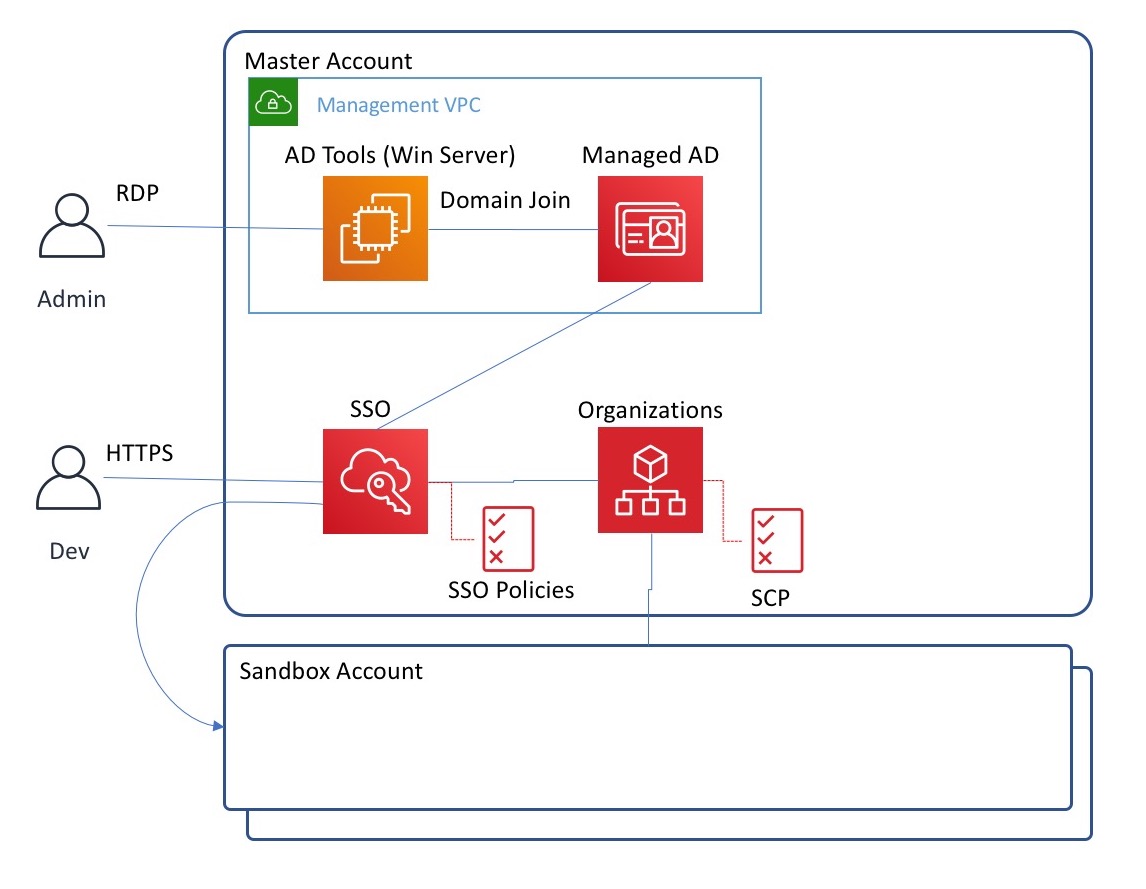 Master Account
Management VPC
AD Tools (Win Server)
Managed AD
RDP
Domain Join
Admin
SSO
Organizations
HTTPS
Dev
SSO Policies
SCP
Sandbox Account